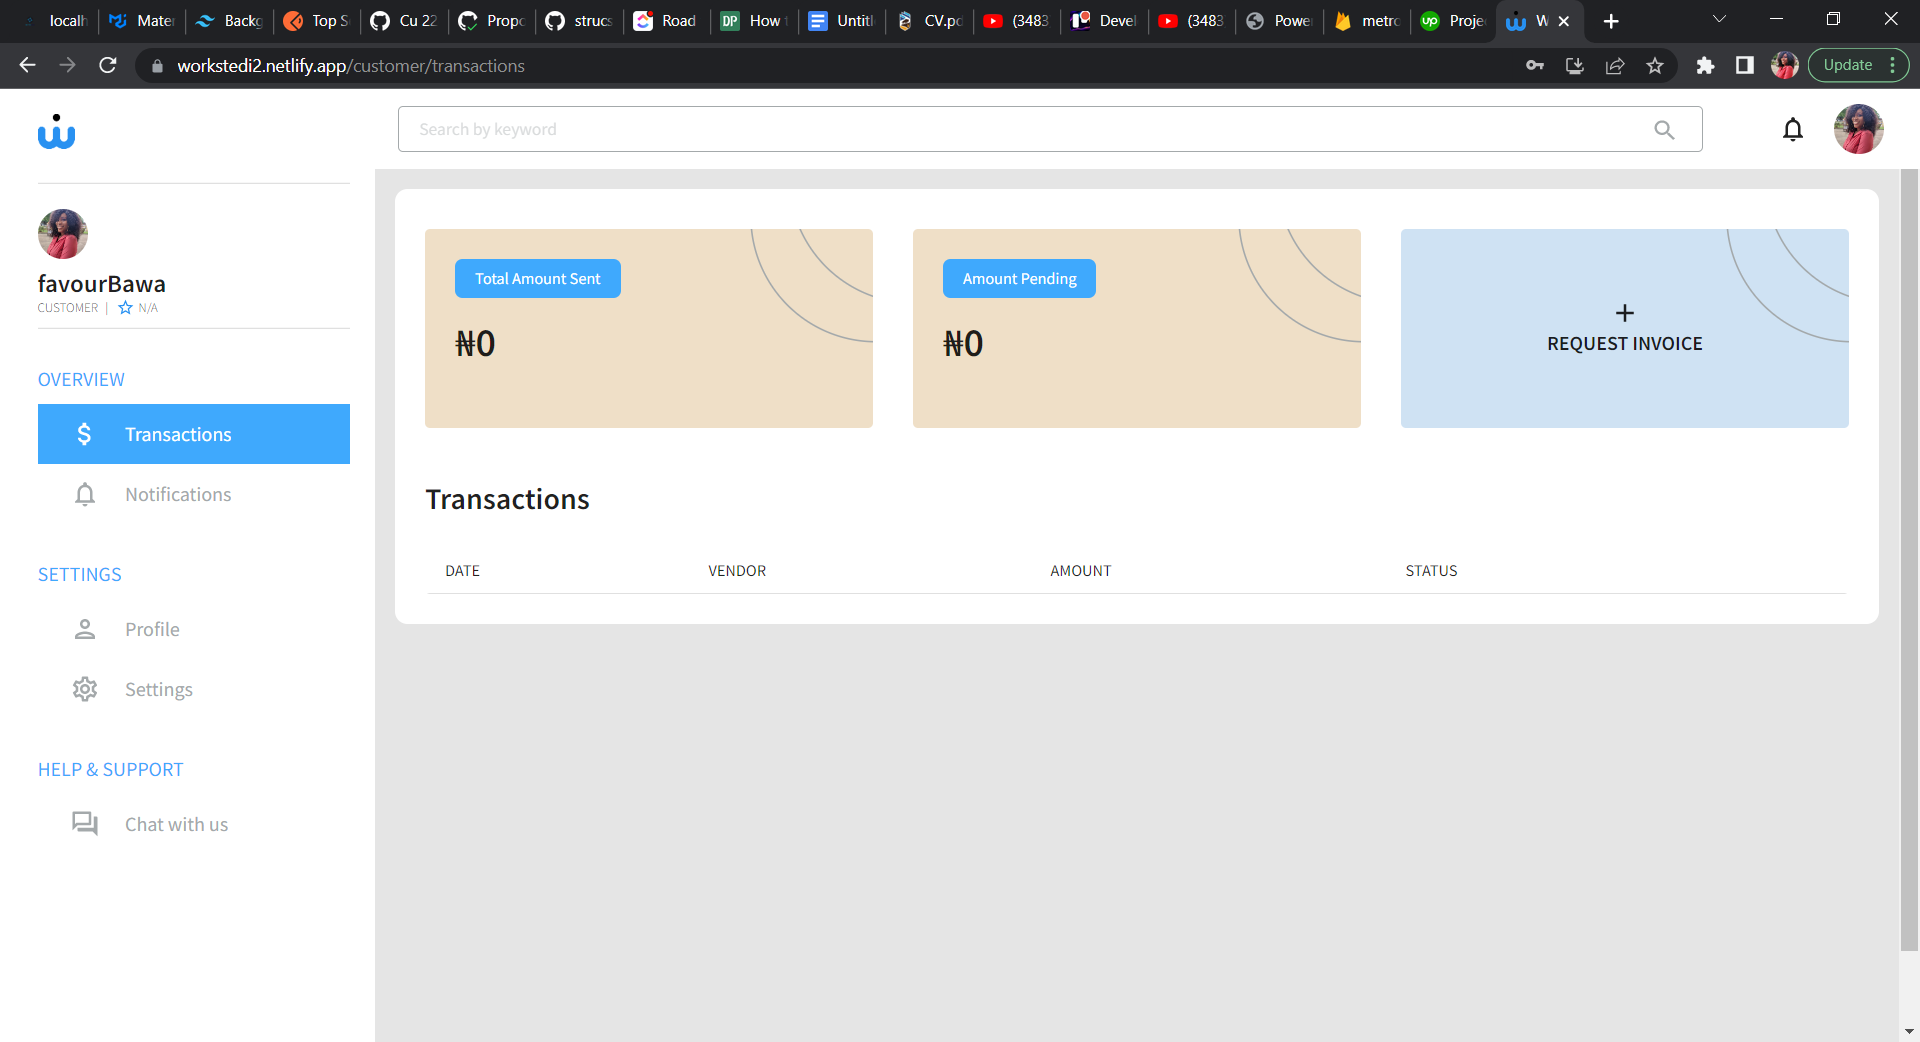 localh Mater Backg Top S Cu 22 Propo strucs Road How t Untitl CV.pd (3483 Devel (3483 Power metro Projec W
workstedi2.netlify.app/customer/transactions Update
Search by keyword
favourBawa
CUSTOMER | N/A
OVERVIEW
Transactions
Notifications
SETTINGS
Profile
Settings
HELP & SUPPORT
Chat with us
Total Amount Sent
₦0
Amount Pending
₦0
+
REQUEST INVOICE
Transactions
DATE VENDOR AMOUNT STATUS